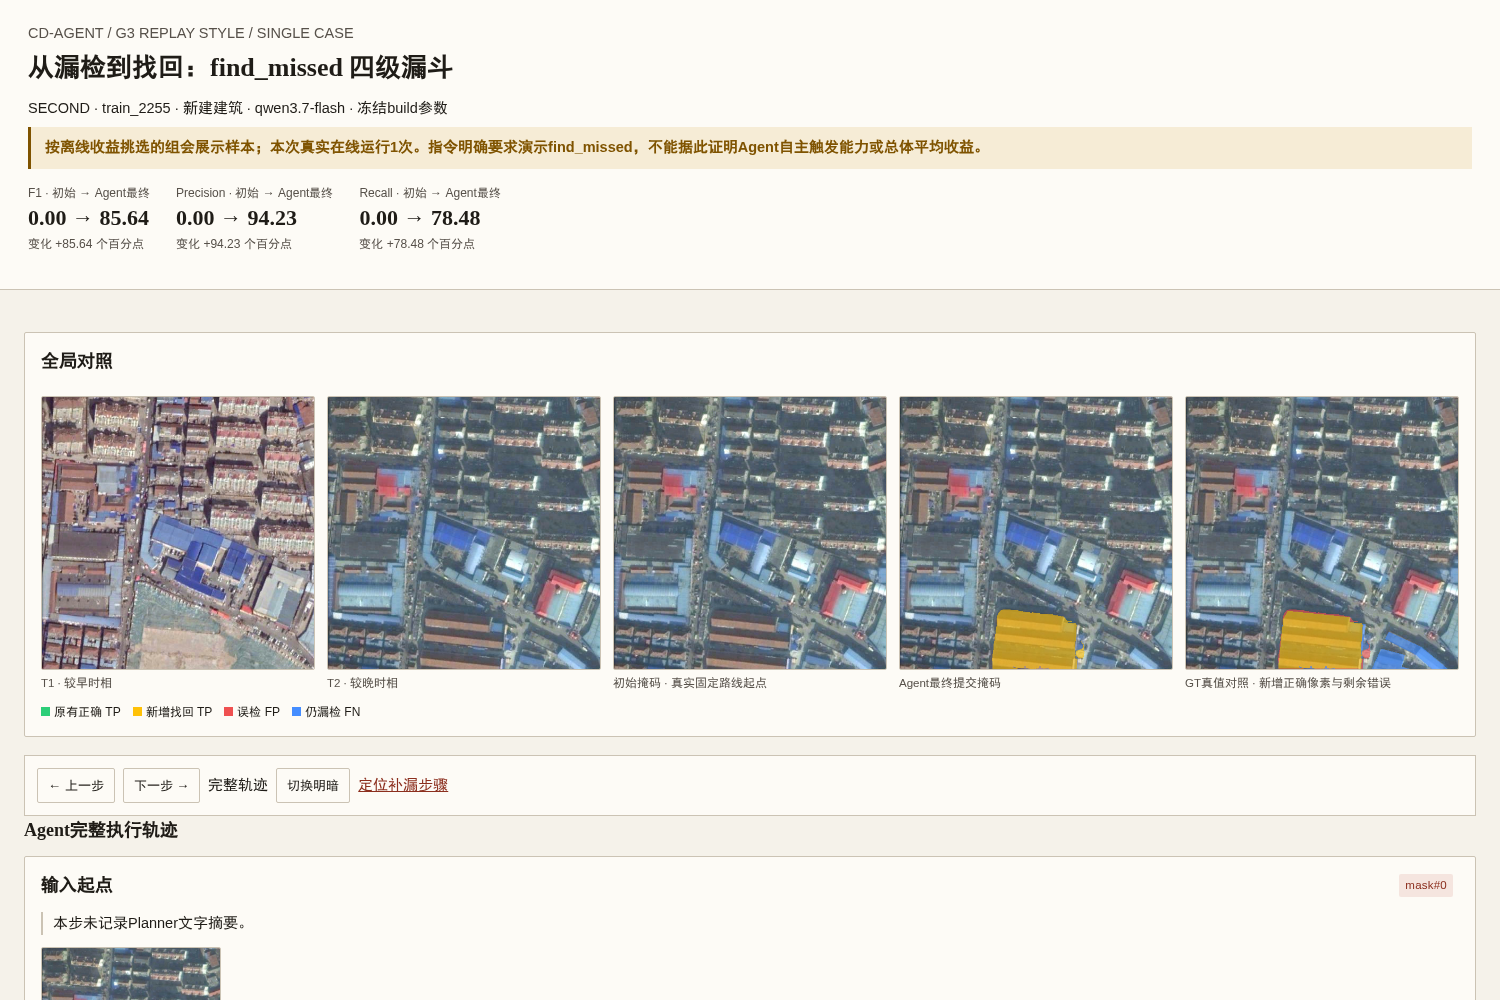 CD-AGENT / G3 REPLAY STYLE / SINGLE CASE
从漏检到找回：find_missed 四级漏斗
SECOND · train_2255 · 新建建筑 · qwen3.7-flash · 冻结build参数
按离线收益挑选的组会展示样本；本次真实在线运行1次。指令明确要求演示find_missed，不能据此证明Agent自主触发能力或总体平均收益。
F1 · 初始 → Agent最终
0.00 → 85.64
变化 +85.64 个百分点
Precision · 初始 → Agent最终
0.00 → 94.23
变化 +94.23 个百分点
Recall · 初始 → Agent最终
0.00 → 78.48
变化 +78.48 个百分点
全局对照
T1 · 较早时相
T2 · 较晚时相
初始掩码 · 真实固定路线起点
Agent最终提交掩码
GT真值对照 · 新增正确像素与剩余错误
原有正确 TP 新增找回 TP 误检 FP 仍漏检 FN
← 上一步 下一步 → 完整轨迹 切换明暗 定位补漏步骤
Agent完整执行轨迹
输入起点
mask#0
本步未记录Planner文字摘要。